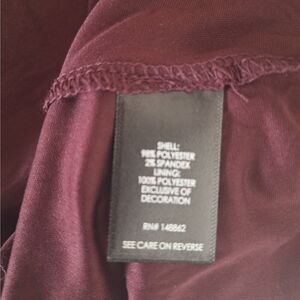 SHELL:
98% POLYESTER
2% SPANDEX
LINING:
100% POLYESTER
EXCLUSIVE OF
DECORATION
RN# 148862
SEE CARE ON REVERSE